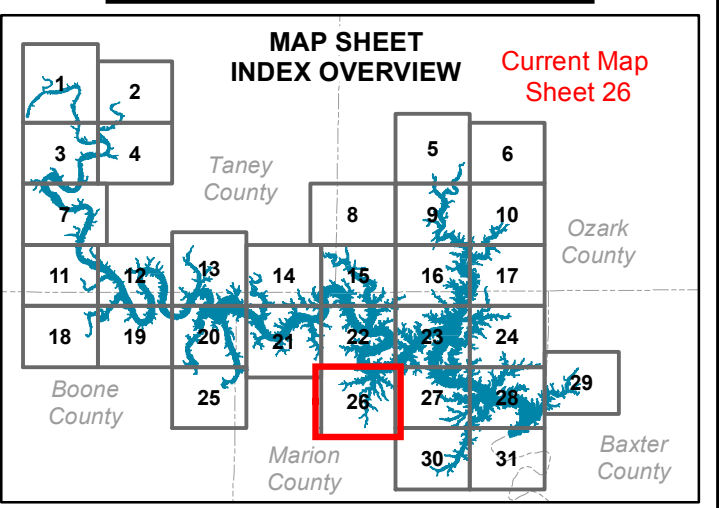 MAP SHEET
INDEX OVERVIEW
Current Map
Sheet 26
1
2
3
4
Taney
County
5
6
7
8
9
10
Ozark
County
11
12
13
14
15
16
17
18
19
20
21
22
23
24
Boone
County
25
26
27
28
29
Marion
County
30
31
Baxter
County